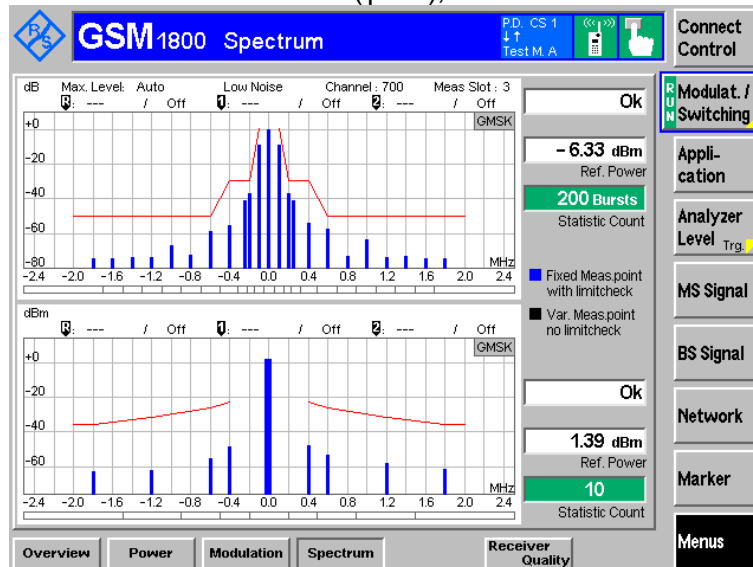 R&S GSM 1800 Spectrum
P.D. CS 1
Test M. A
Connect Control
dB Max. Level: Auto Low Noise Channel : 700 Meas Slot : 3
R: --- / Off 1: --- / Off 2: --- / Off
GMSK
+0
-20
-40
-60
-80
MHz
-2.4 -2.0 -1.6 -1.2 -0.8 -0.4 0.0 0.4 0.8 1.2 1.6 2.0 2.4
Ok
-6.33 dBm
Ref. Power
200 Bursts
Statistic Count
Fixed Meas.point
with limitcheck
Var. Meas.point
no limitcheck
dBm
R: --- / Off 1: --- / Off 2: --- / Off
GMSK
+0
-20
-40
-60
MHz
-2.4 -2.0 -1.6 -1.2 -0.8 -0.4 0.0 0.4 0.8 1.2 1.6 2.0 2.4
Ok
1.39 dBm
Ref. Power
10
Statistic Count
RUN
Modulat. /
Switching
Appli-
cation
Analyzer
Level Trg.
MS Signal
BS Signal
Network
Marker
Menus
Overview Power Modulation Spectrum Receiver
Quality